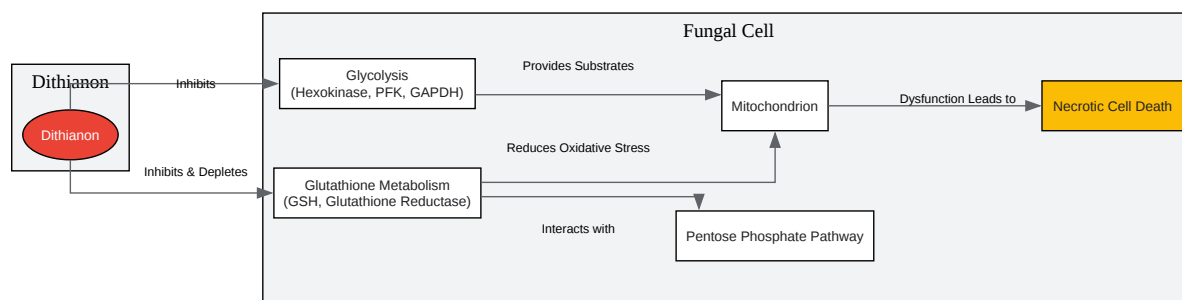 Fungal Cell
Dithianon
Dithianon
Inhibits
Inhibits & Depletes
Glycolysis
(Hexokinase, PFK, GAPDH)
Provides Substrates
Mitochondrion
Dysfunction Leads to
Necrotic Cell Death
Reduces Oxidative Stress
Glutathione Metabolism
(GSH, Glutathione Reductase)
Interacts with
Pentose Phosphate Pathway